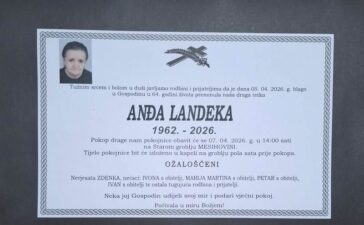 Tužnim srcem i bolom u duši javljamo rodbini i prijateljima da je dana 05. 04. 2026. g. blago
u Gospodinu u 64. godini života preminula naša draga tetka
ANĐA LANDEKA
1962. - 2026.
Pokop drage nam pokojnice obavit će se 07. 04. 2026. g. u 14:00 sati
na Starom groblju MESIHOVINI.
Tijelo pokojnice bit će izloženo u kapeli na groblju pola sata prije pokopa.
OŽALOŠĆENI
Nevjesta ZDENKA, nećaci: IVONA s obitelji, MARIJA MARTINA s obitelji, PETAR s obitelji,
IVAN s obitelji te ostala tugujuća rodbina i prijatelji.
Neka joj Gospodin udijeli svoj mir i podari vječni pokoj.
Počivala u miru Božjem!